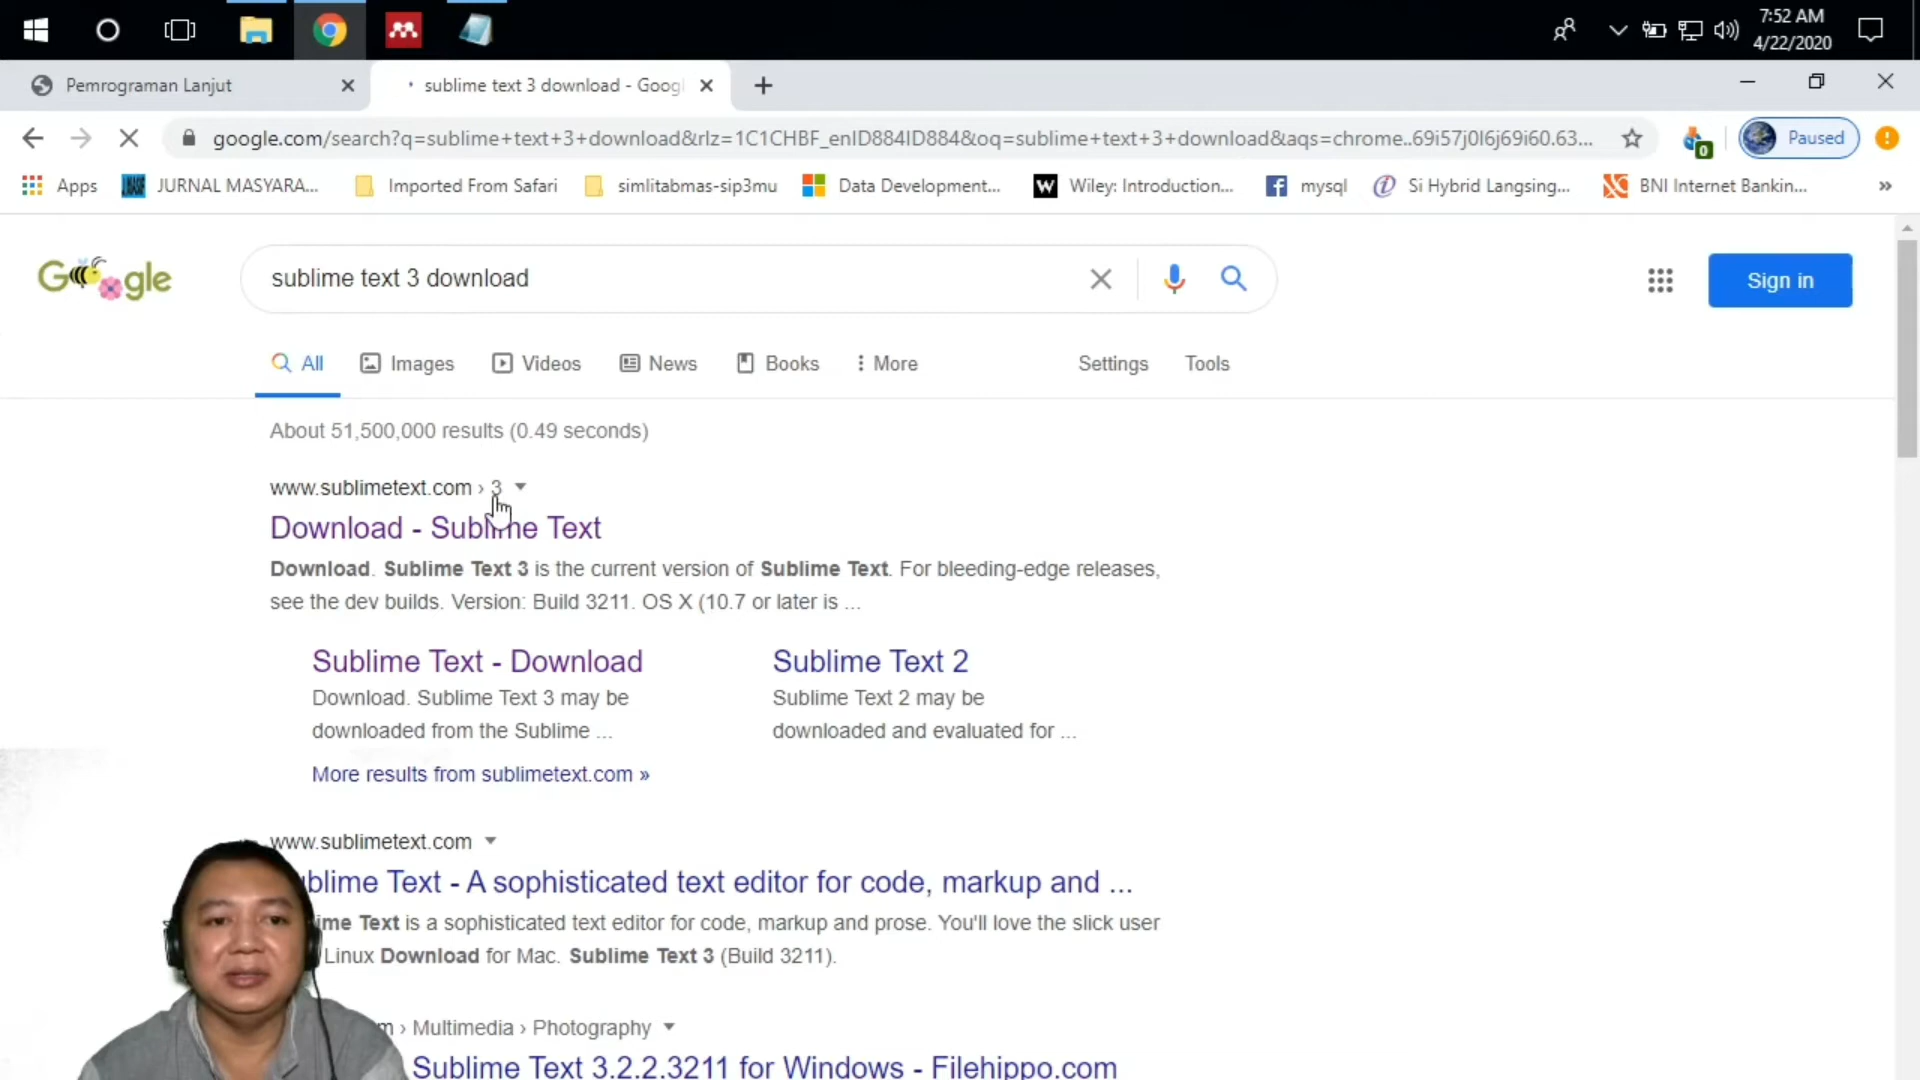 7:52 AM
4/22/2020
Pemrograman Lanjut
sublime text 3 download - Goog
google.com/search?q=sublime+text+3+download&rlz=1C1CHBF_enID884ID884&oq=sublime+text+3+download&aqs=chrome..69i57j0l6j69i60.63...
0
Paused
Apps
JURNAL MASYARA...
Imported From Safari
simlitabmas-sip3mu
Data Development...
Wiley: Introduction...
mysql
Si Hybrid Langsing...
BNI Internet Bankin...
Google
sublime text 3 download
Sign in
All
Images
Videos
News
Books
More
Settings
Tools
About 51,500,000 results (0.49 seconds)
www.sublimetext.com › 3
Download - Sublime Text
Download. Sublime Text 3 is the current version of Sublime Text. For bleeding-edge releases,
see the dev builds. Version: Build 3211. OS X (10.7 or later is ...
Sublime Text - Download
Download. Sublime Text 3 may be
downloaded from the Sublime ...
Sublime Text 2
Sublime Text 2 may be
downloaded and evaluated for ...
More results from sublimetext.com »
www.sublimetext.com
blime Text - A sophisticated text editor for code, markup and ...
me Text is a sophisticated text editor for code, markup and prose. You'll love the slick user
Linux Download for Mac. Sublime Text 3 (Build 3211).
m › Multimedia › Photography
Sublime Text 3.2.2.3211 for Windows - Filehippo.com